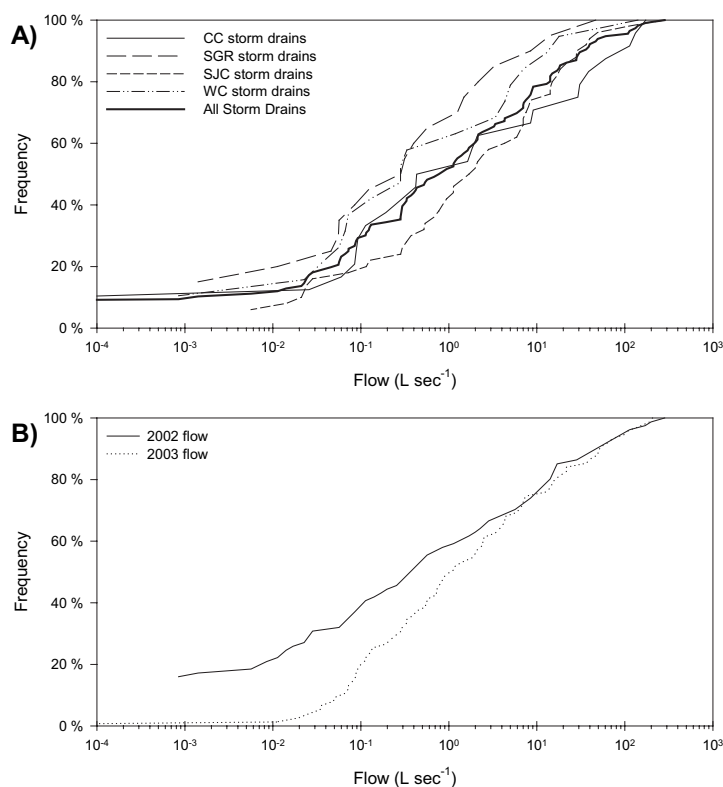 A)
100 %
80 %
60 %
40 %
20 %
0 %
Frequency
CC storm drains
SGR storm drains
SJC storm drains
WC storm drains
All Storm Drains
10-4 10-3 10-2 10-1 100 101 102 103
Flow (L sec-1)
B)
100 %
80 %
60 %
40 %
20 %
0 %
Frequency
2002 flow
2003 flow
10-4 10-3 10-2 10-1 100 101 102 103
Flow (L sec-1)